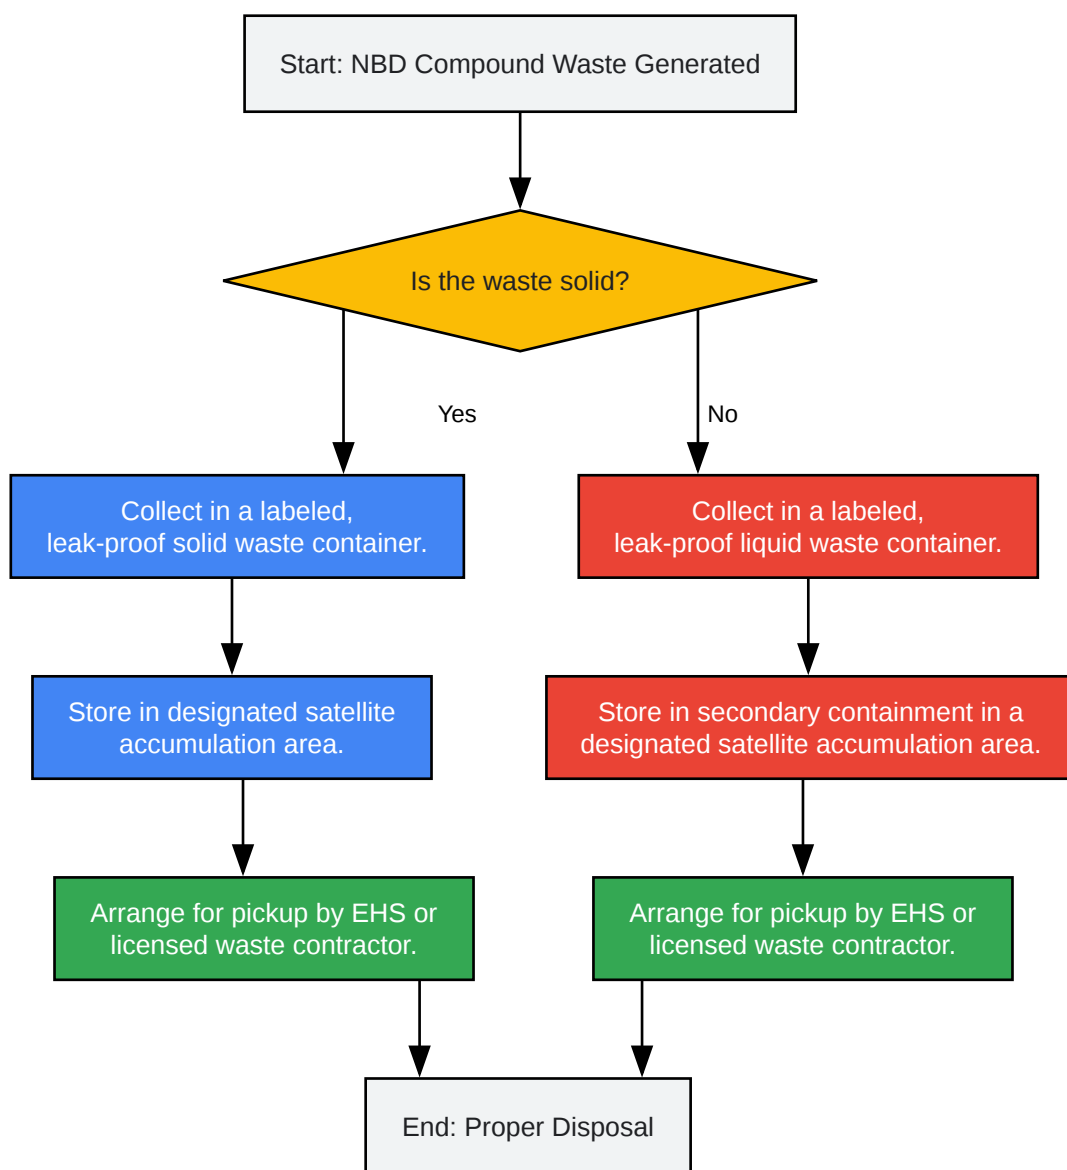 Start: NBD Compound Waste Generated
Is the waste solid?
Yes
No
Collect in a labeled,
leak-proof solid waste container.
Collect in a labeled,
leak-proof liquid waste container.
Store in designated satellite
accumulation area.
Store in secondary containment in a
designated satellite accumulation area.
Arrange for pickup by EHS or
licensed waste contractor.
Arrange for pickup by EHS or
licensed waste contractor.
End: Proper Disposal